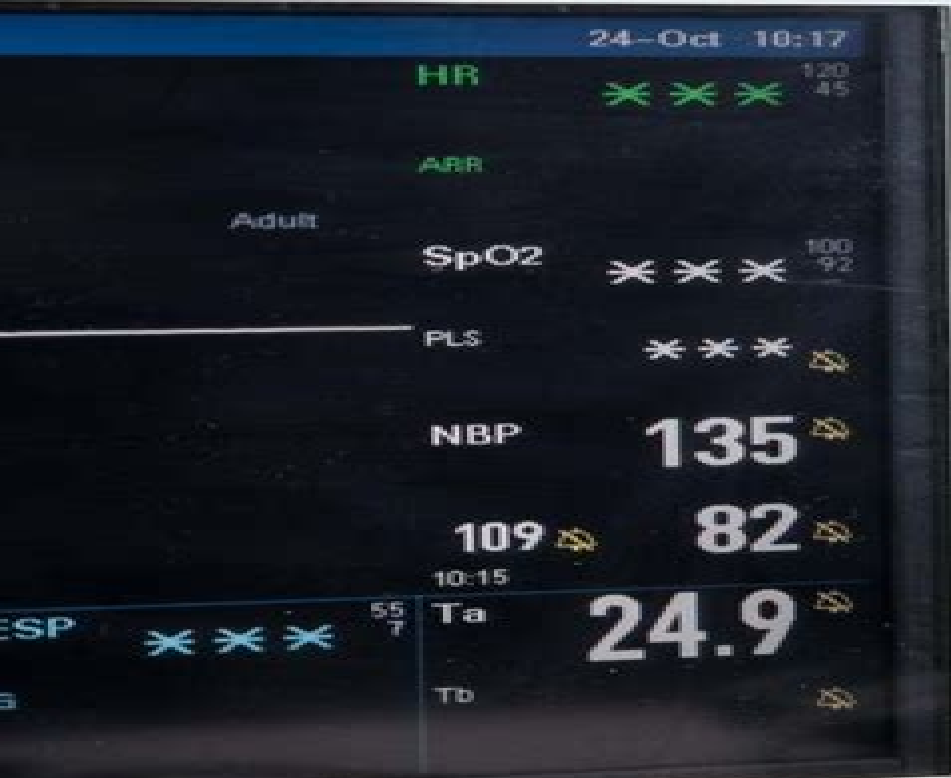 24-Oct 10:17
HR *** 120
45
ARR
Adult
SpO2 *** 100
92
PLS ***
NBP 135
109 82
10:15
ESP *** 55
7
Ta 24.9
Tb